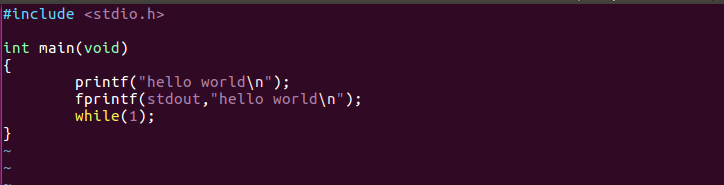 #include <stdio.h>
int main(void)
{
        printf("hello world\n");
        fprintf(stdout,"hello world\n");
        while(1);
}
~
~
~